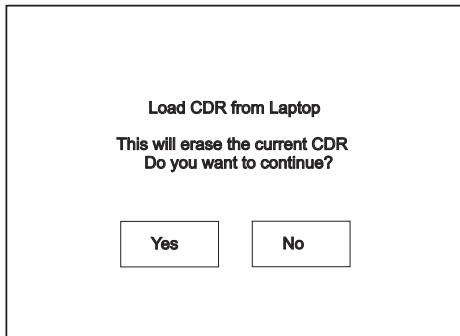 Load CDR from Laptop
This will erase the current CDR
Do you want to continue?
Yes No